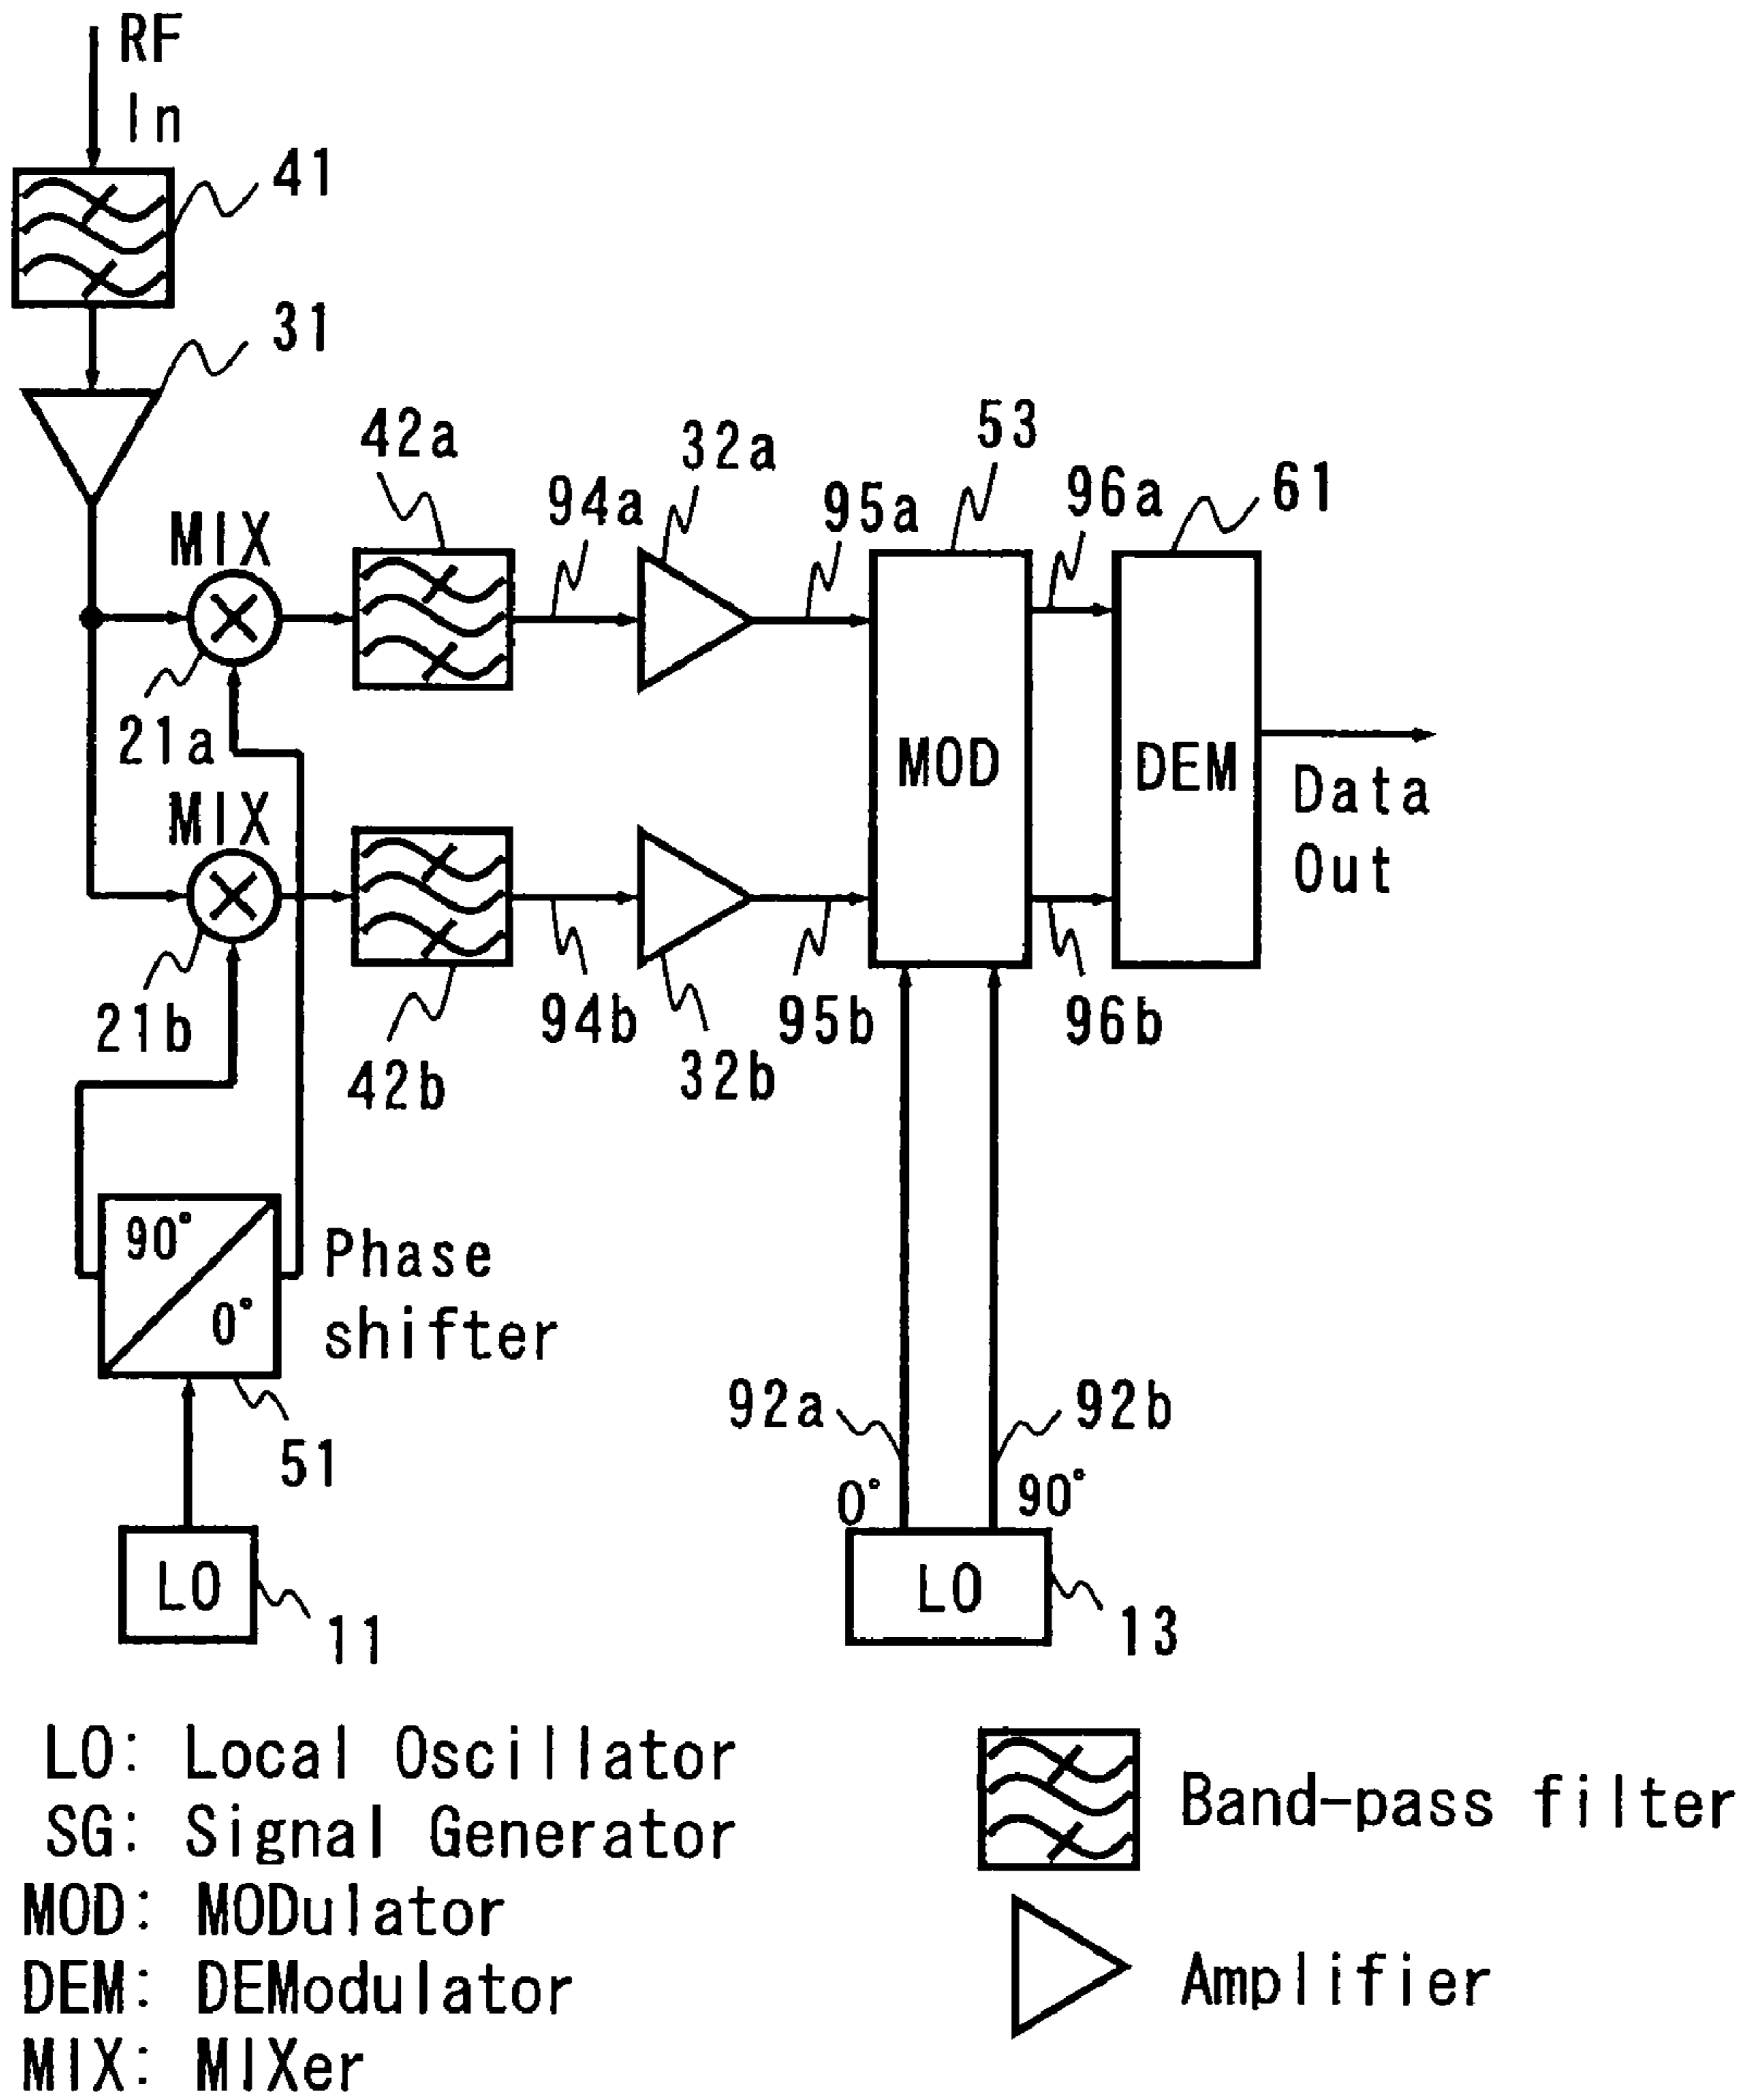 RF
In
41
31
42a
32a
53
94a
95a
96a
61
MIX
21a
MOD
DEM
MIX
Data
Out
21b
94b
95b
96b
42b
32b
90°
0°
Phase
shifter
92a
92b
51
0°
90°
LO
LO
11
13
LO: Local Oscillator
SG: Signal Generator
MOD: MODulator
DEM: DEModulator
MIX: MIXer
Band-pass filter
Amplifier